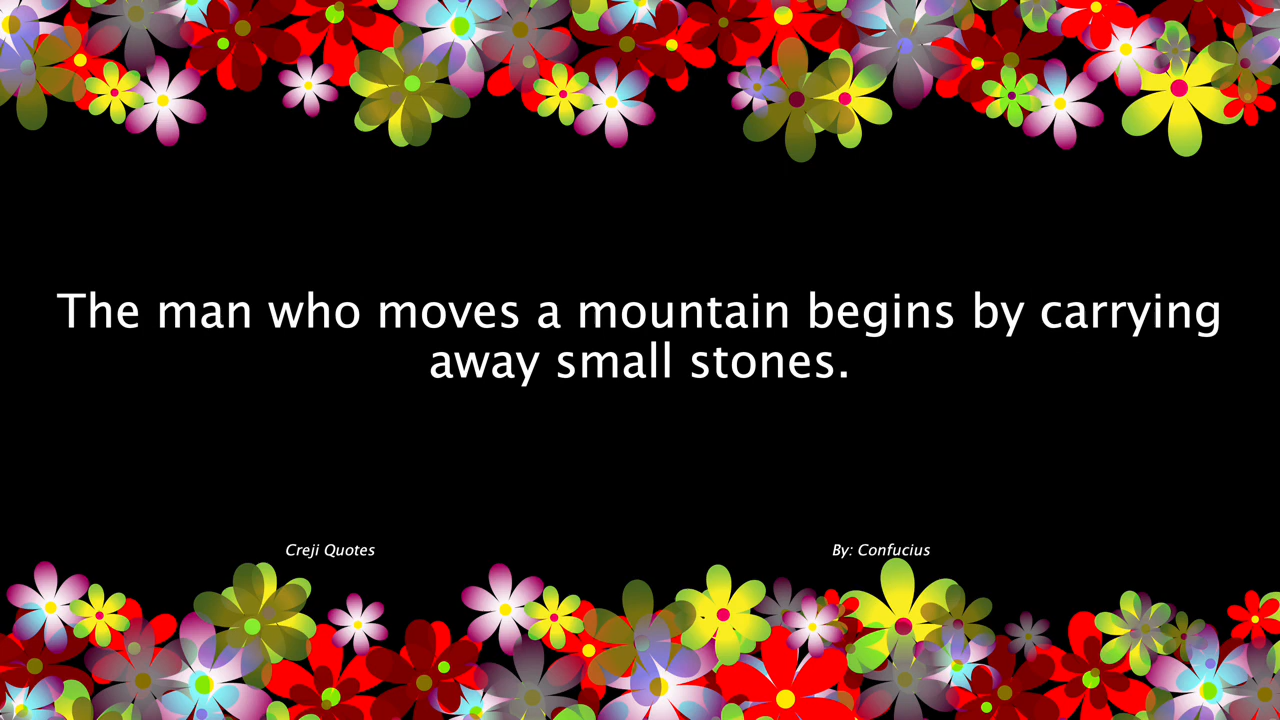 The man who moves a mountain begins by carrying
away small stones.
Creji Quotes
By: Confucius